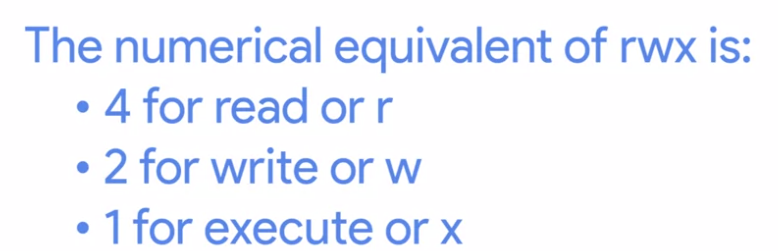 The numerical equivalent of rwx is:
• 4 for read or r
• 2 for write or w
• 1 for execute or x